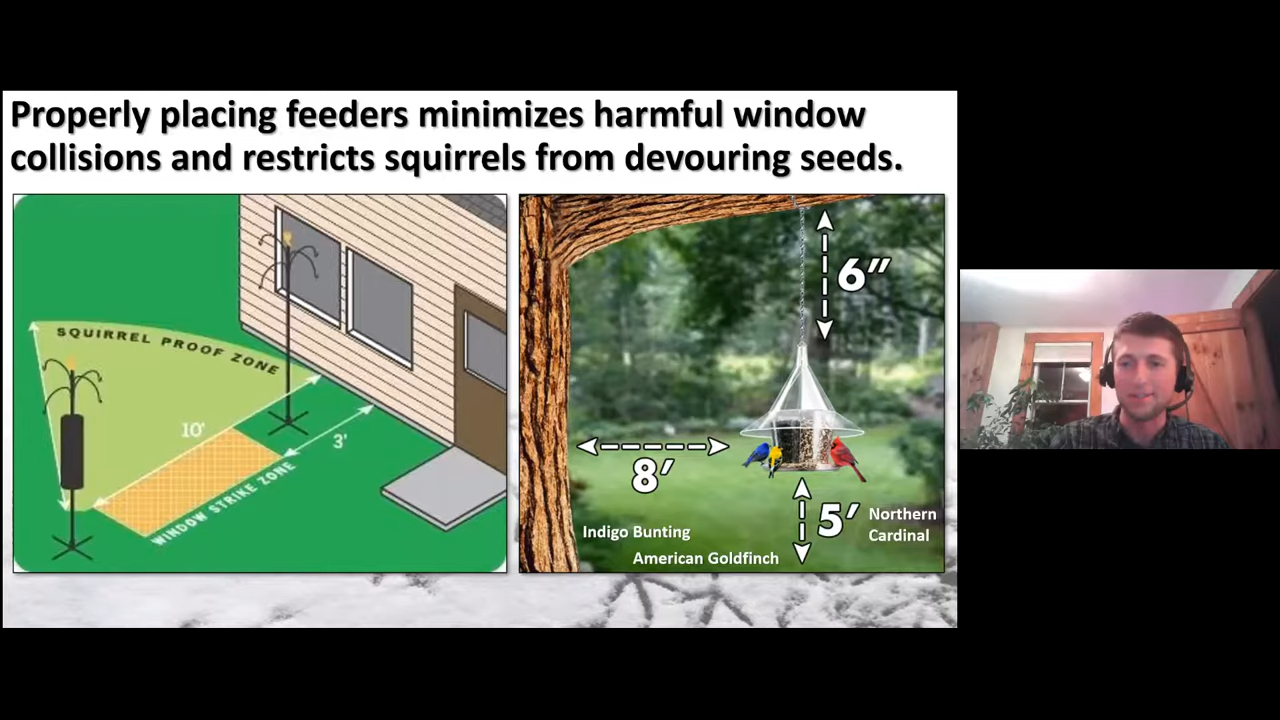 Properly placing feeders minimizes harmful window
collisions and restricts squirrels from devouring seeds.
SQUIRREL PROOF ZONE
10'
3'
WINDOW STRIKE ZONE
6”
8’
5’
Northern
Cardinal
Indigo Bunting
American Goldfinch